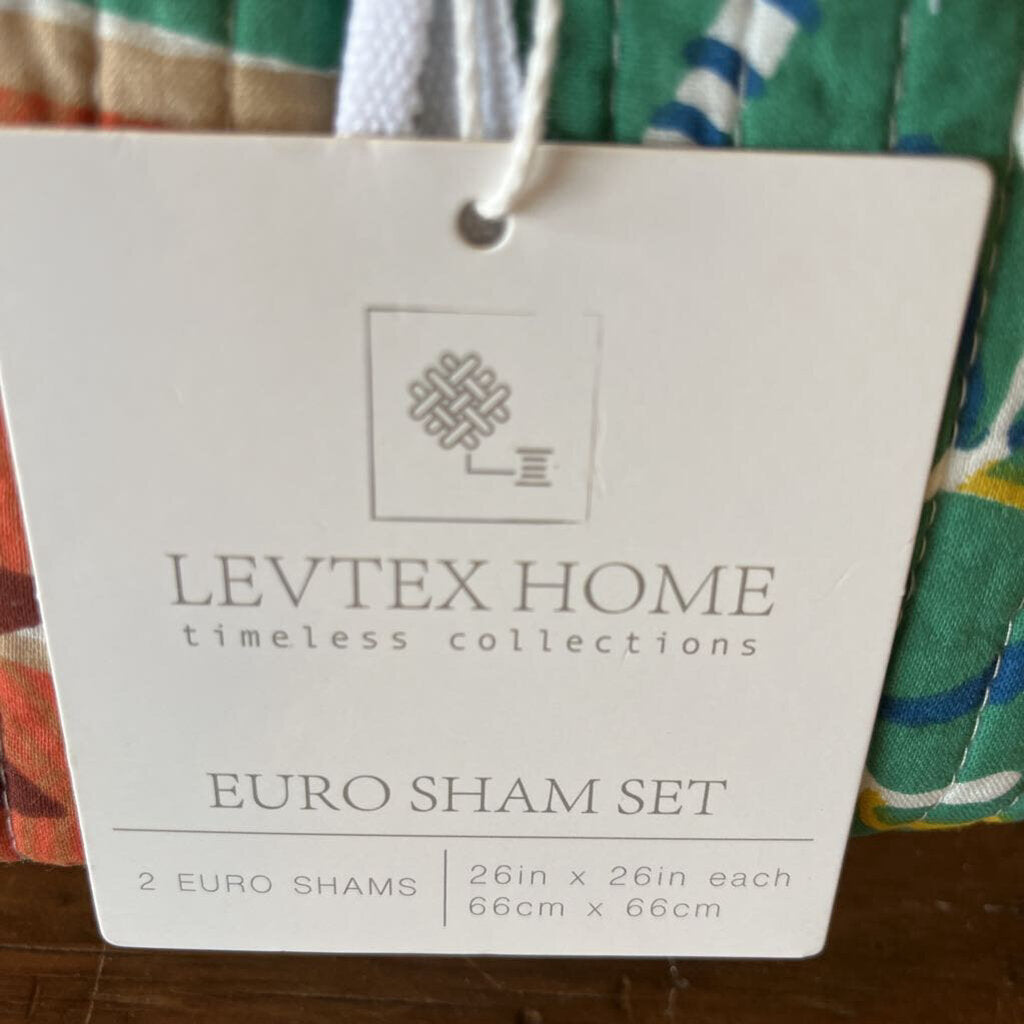 LEVTEX HOME
timeless collections
EURO SHAM SET
2 EURO SHAMS
26in x 26in each
66cm x 66cm